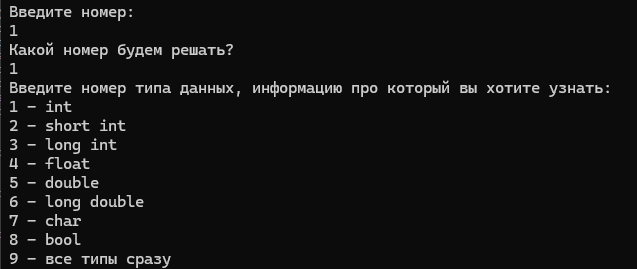 Введите номер:
1
Какой номер будем решать?
1
Введите номер типа данных, информацию про который вы хотите узнать:
1 - int
2 - short int
3 - long int
4 - float
5 - double
6 - long double
7 - char
8 - bool
9 - все типы сразу